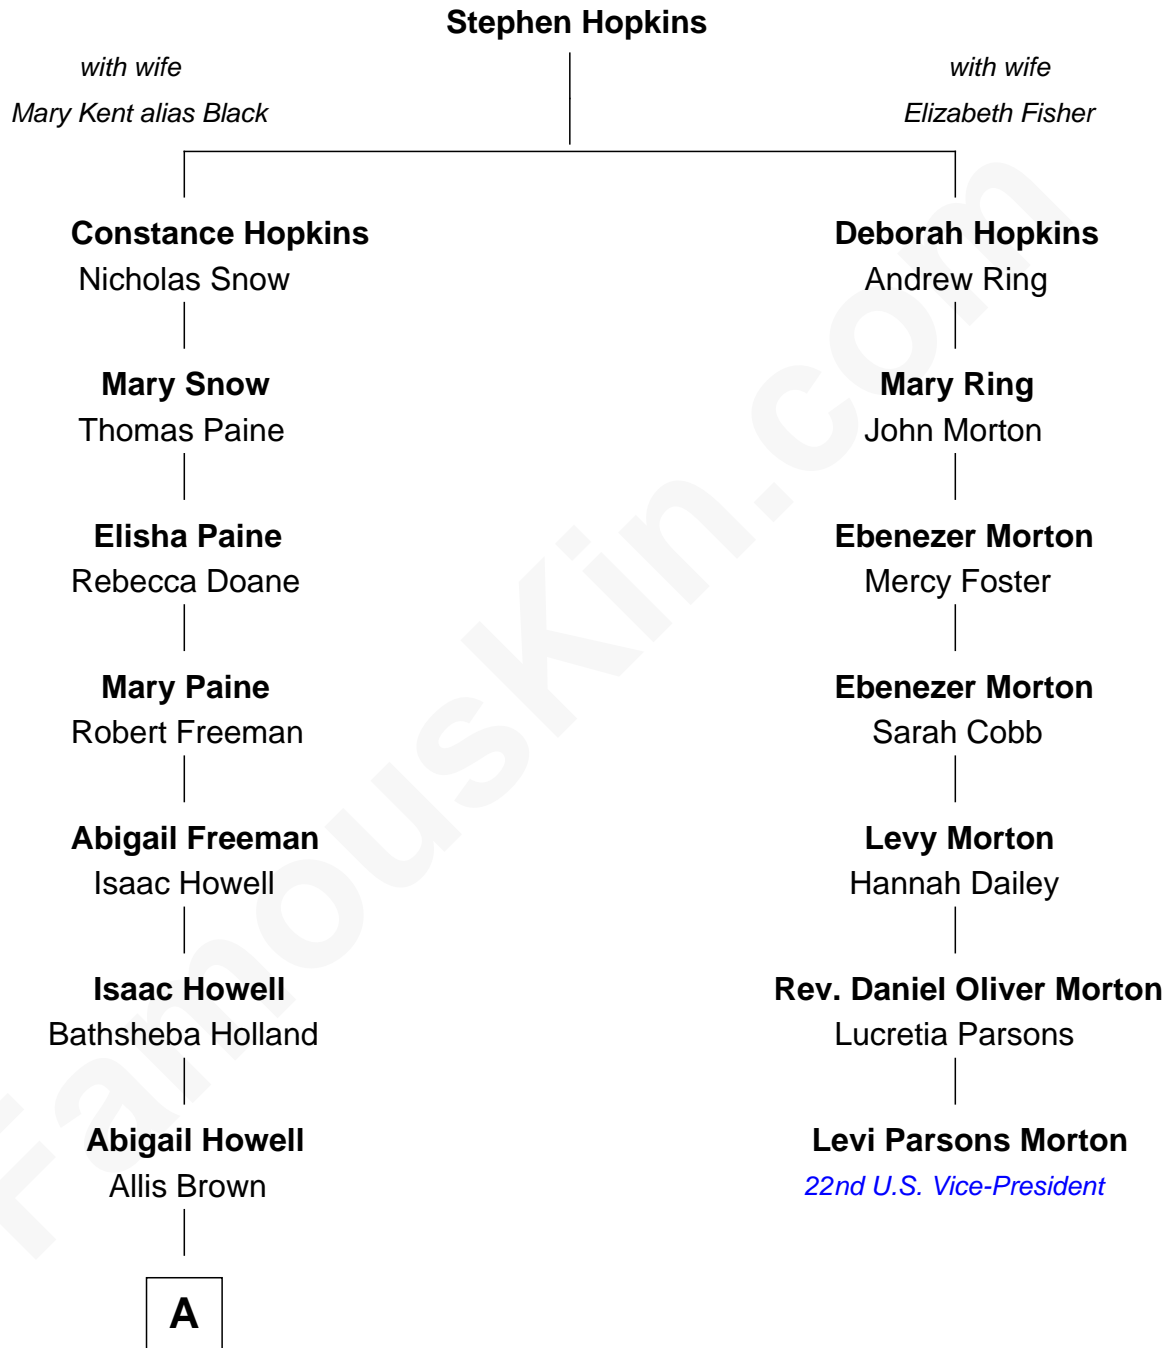 Stephen Hopkins
with wife
Mary Kent alias Black
with wife
Elizabeth Fisher
Constance Hopkins
Nicholas Snow
Deborah Hopkins
Andrew Ring
Mary Snow
Thomas Paine
Mary Ring
John Morton
Elisha Paine
Rebecca Doane
Ebenezer Morton
Mercy Foster
Mary Paine
Robert Freeman
Ebenezer Morton
Sarah Cobb
Abigail Freeman
Isaac Howell
Levy Morton
Hannah Dailey
Isaac Howell
Bathsheba Holland
Rev. Daniel Oliver Morton
Lucretia Parsons
Abigail Howell
Allis Brown
Levi Parsons Morton
22nd U.S. Vice-President
A
FamousKin.com